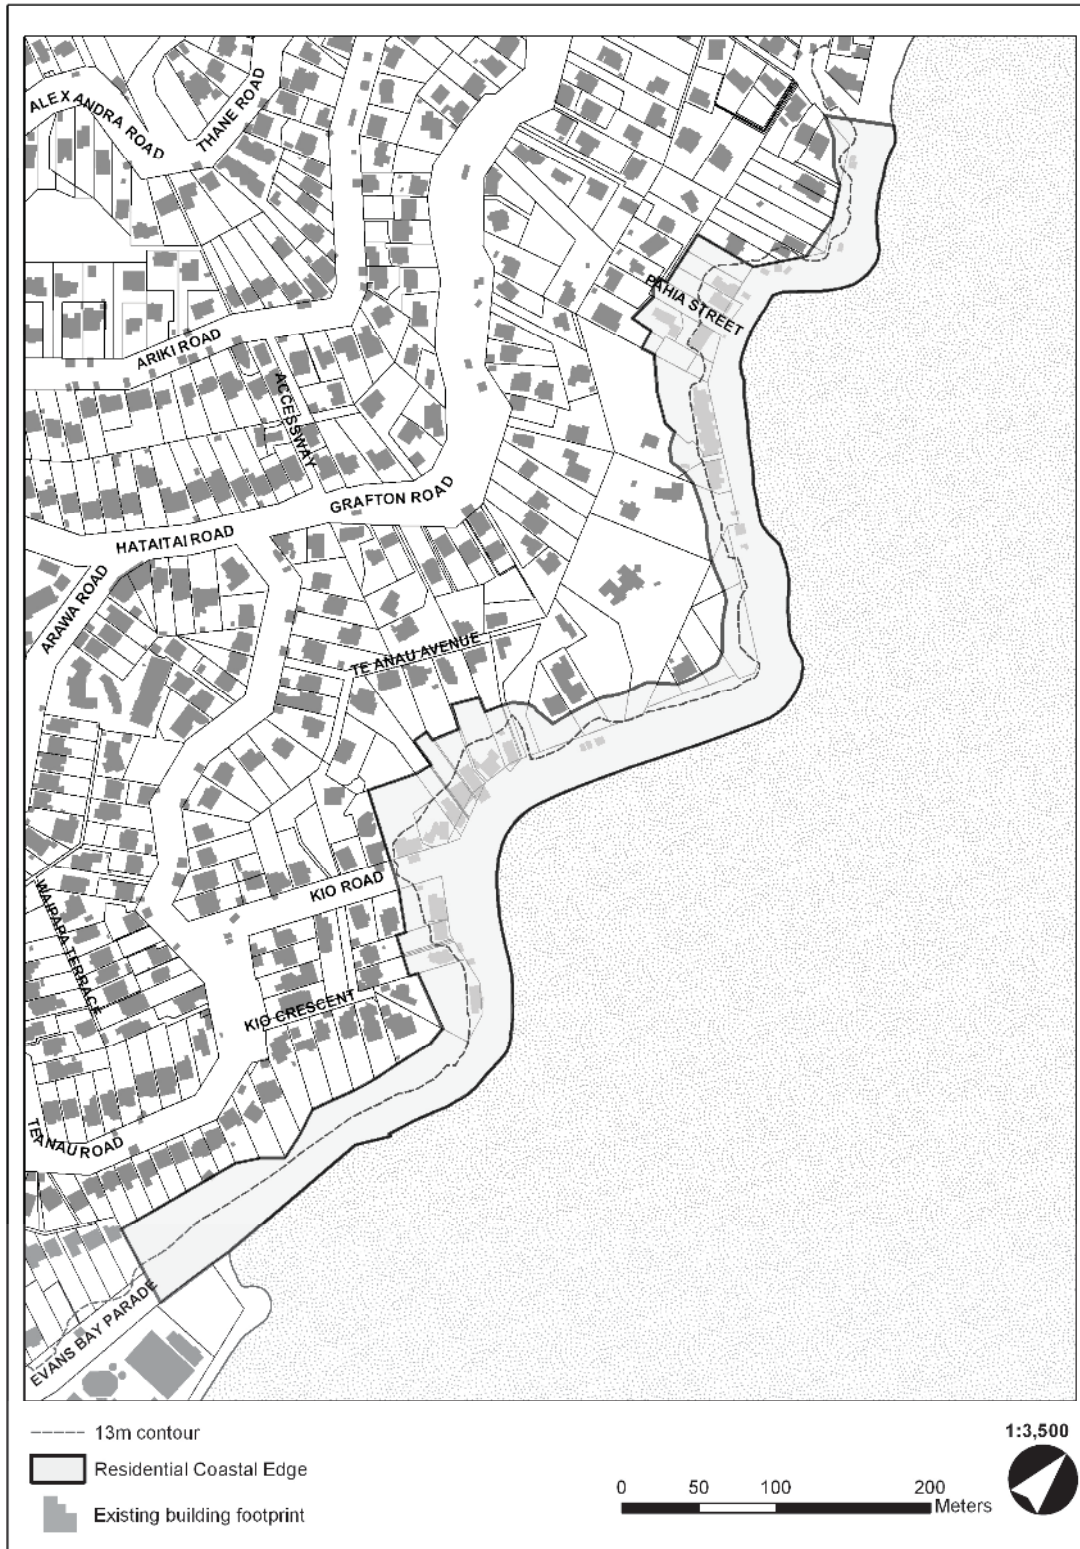 ALEXANDRA ROAD
THANE ROAD
PAHIA STREET
ARIKI ROAD
ACCESSWAY
GRAFTON ROAD
HATAITAI ROAD
ARAWA ROAD
TE ANAU AVENUE
KIO ROAD
WAIPAPA TERRACE
KIO CRESCENT
TEANAU ROAD
EVANS BAY PARADE
13m contour
1:3,500
Residential Coastal Edge
0 50 100 200
Meters
Existing building footprint